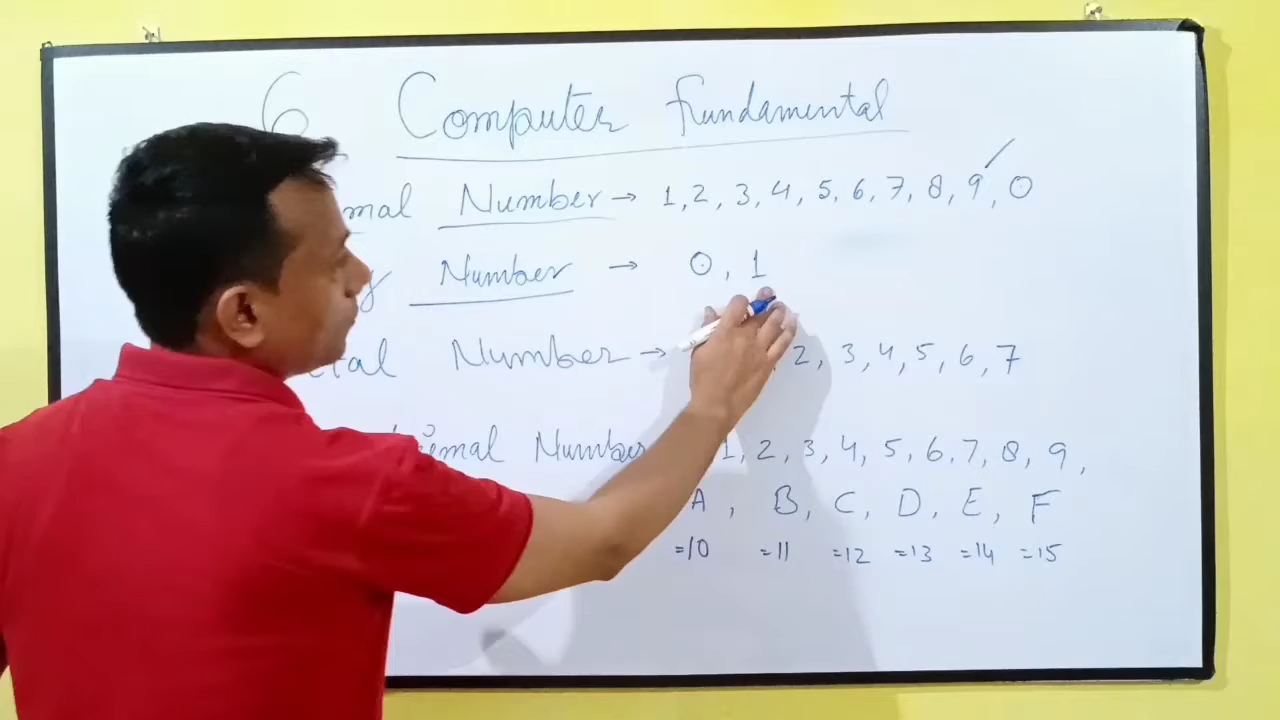 6 Computer Fundamental
mal Number → 1, 2, 3, 4, 5, 6, 7, 8, 9, 0
y Number → 0, 1
tal Number → , 2, 3, 4, 5, 6, 7
mal Number 1, 2, 3, 4, 5, 6, 7, 8, 9,
A, B, C, D, E, F
=10 =11 =12 =13 =14 =15